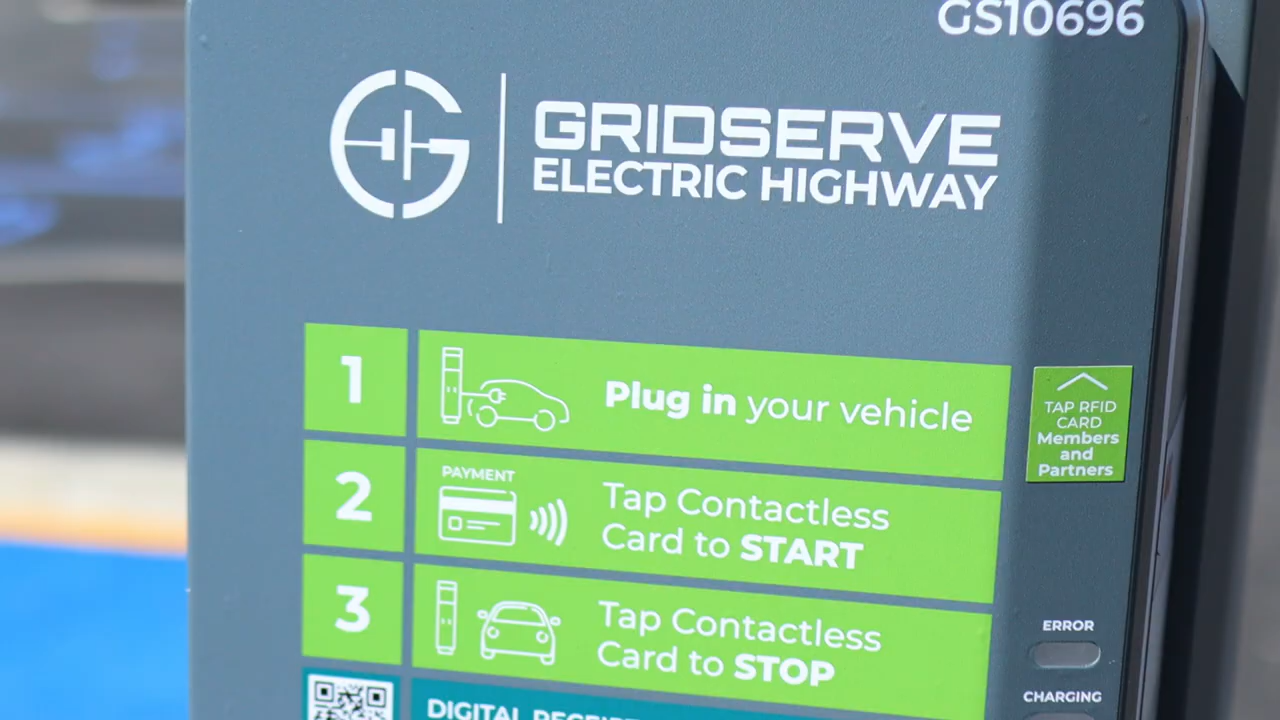 GS10696
GRIDSERVE
ELECTRIC HIGHWAY
1
Plug in your vehicle
TAP RFID
CARD
Members
and
Partners
2
PAYMENT
Tap Contactless
Card to START
3
Tap Contactless
Card to STOP
ERROR
CHARGING
DIGITAL